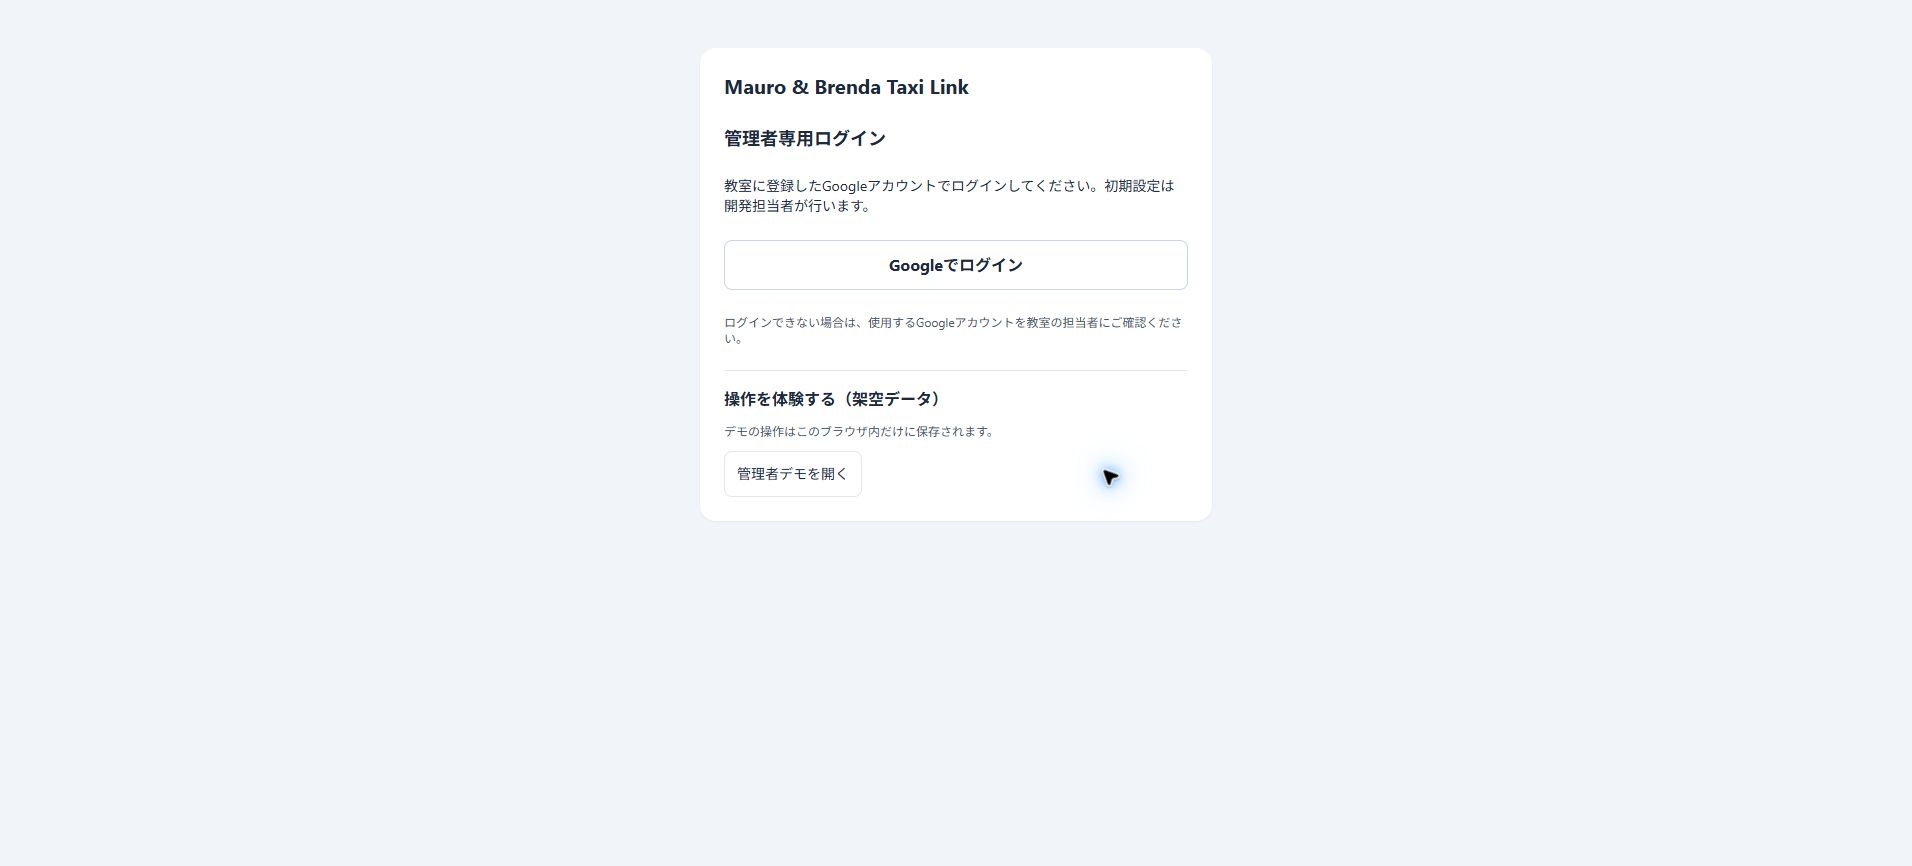 Mauro & Brenda Taxi Link
管理者専用ログイン
教室に登録したGoogleアカウントでログインしてください。初期設定は
開発担当者が行います。
Googleでログイン
ログインできない場合は、使用するGoogleアカウントを教室の担当者にご確認くださ
い。
操作を体験する（架空データ）
デモの操作はこのブラウザ内だけに保存されます。
管理者デモを開く